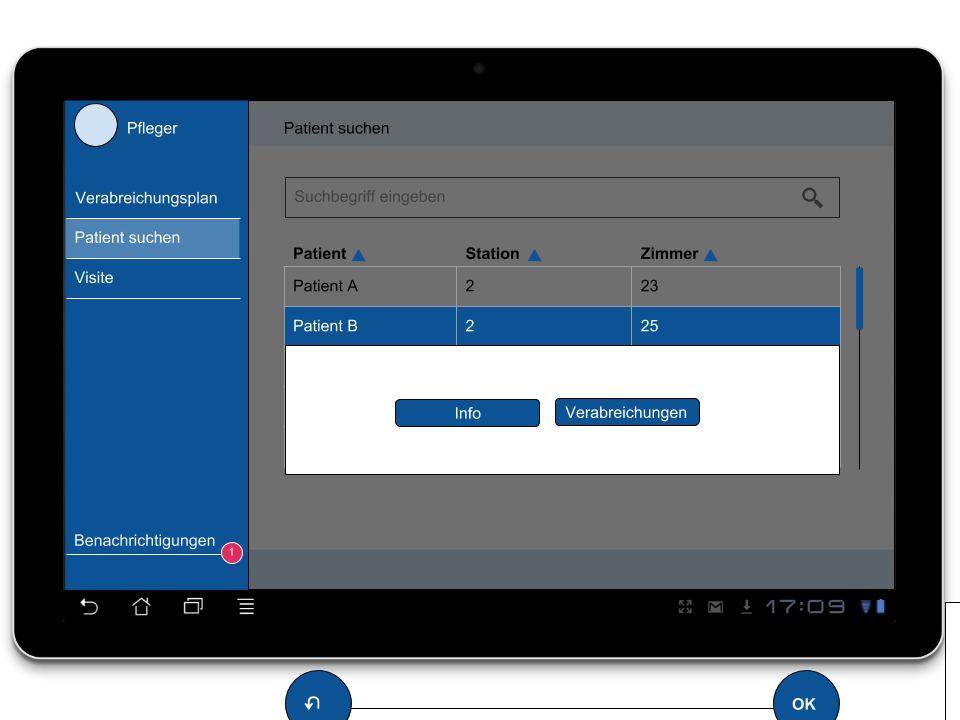 Pfleger
Patient suchen
Verabreichungsplan
Patient suchen
Visite
Benachrichtigungen
1
Suchbegriff eingeben
Patient Station Zimmer
Patient A 2 23
Patient B 2 25
Info Verabreichungen
17:09
OK